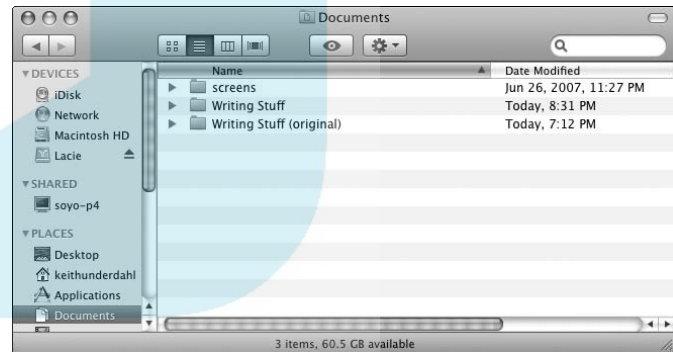 Documents
Name
Date Modified
DEVICES
iDisk
Network
Macintosh HD
Lacie
SHARED
soyo-p4
PLACES
Desktop
keithunderdahl
Applications
Documents
screens
Jun 26, 2007, 11:27 PM
Writing Stuff
Today, 8:31 PM
Writing Stuff (original)
Today, 7:12 PM
3 items, 60.5 GB available